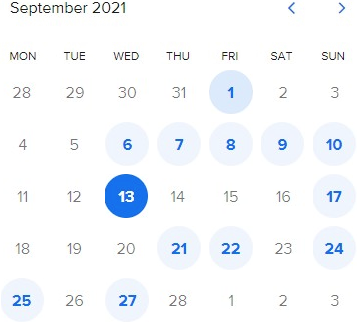 September 2021 < >
MON TUE WED THU FRI SAT SUN
28 29 30 31 1 2 3
4 5 6 7 8 9 10
11 12 13 14 15 16 17
18 19 20 21 22 23 24
25 26 27 28 1 2 3